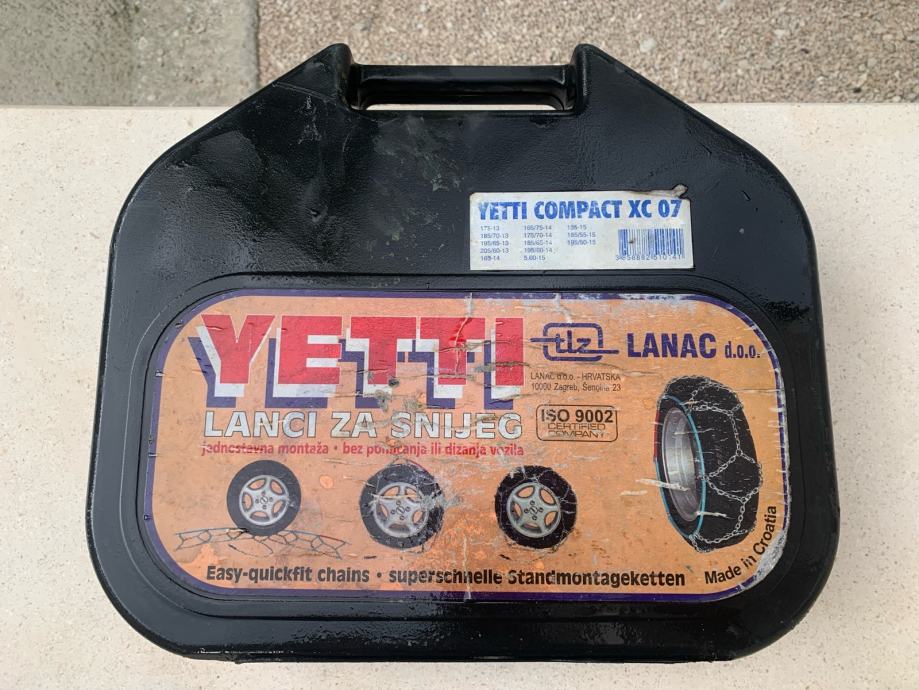 YETTI COMPACT XC 07
175-13 165/75-14 135-15
185/70-13 175/70-14 185/55-15
195/65-13 185/65-14 195/50-15
205/60-13 195/60-14
165-14 5.60-15
3858882510141
YETTI
tlz LANAC d.o.o.
LANAC d.o.o. - HRVATSKA
10000 Zagreb, 23
LANCI ZA SNIJEG
ISO 9002
CERTIFIED
COMPANY
jednostavna montaža • bez pomicanja ili dizanja vozila
Easy-quickfit chains • superschnelle Standmontageketten
Made in Croatia